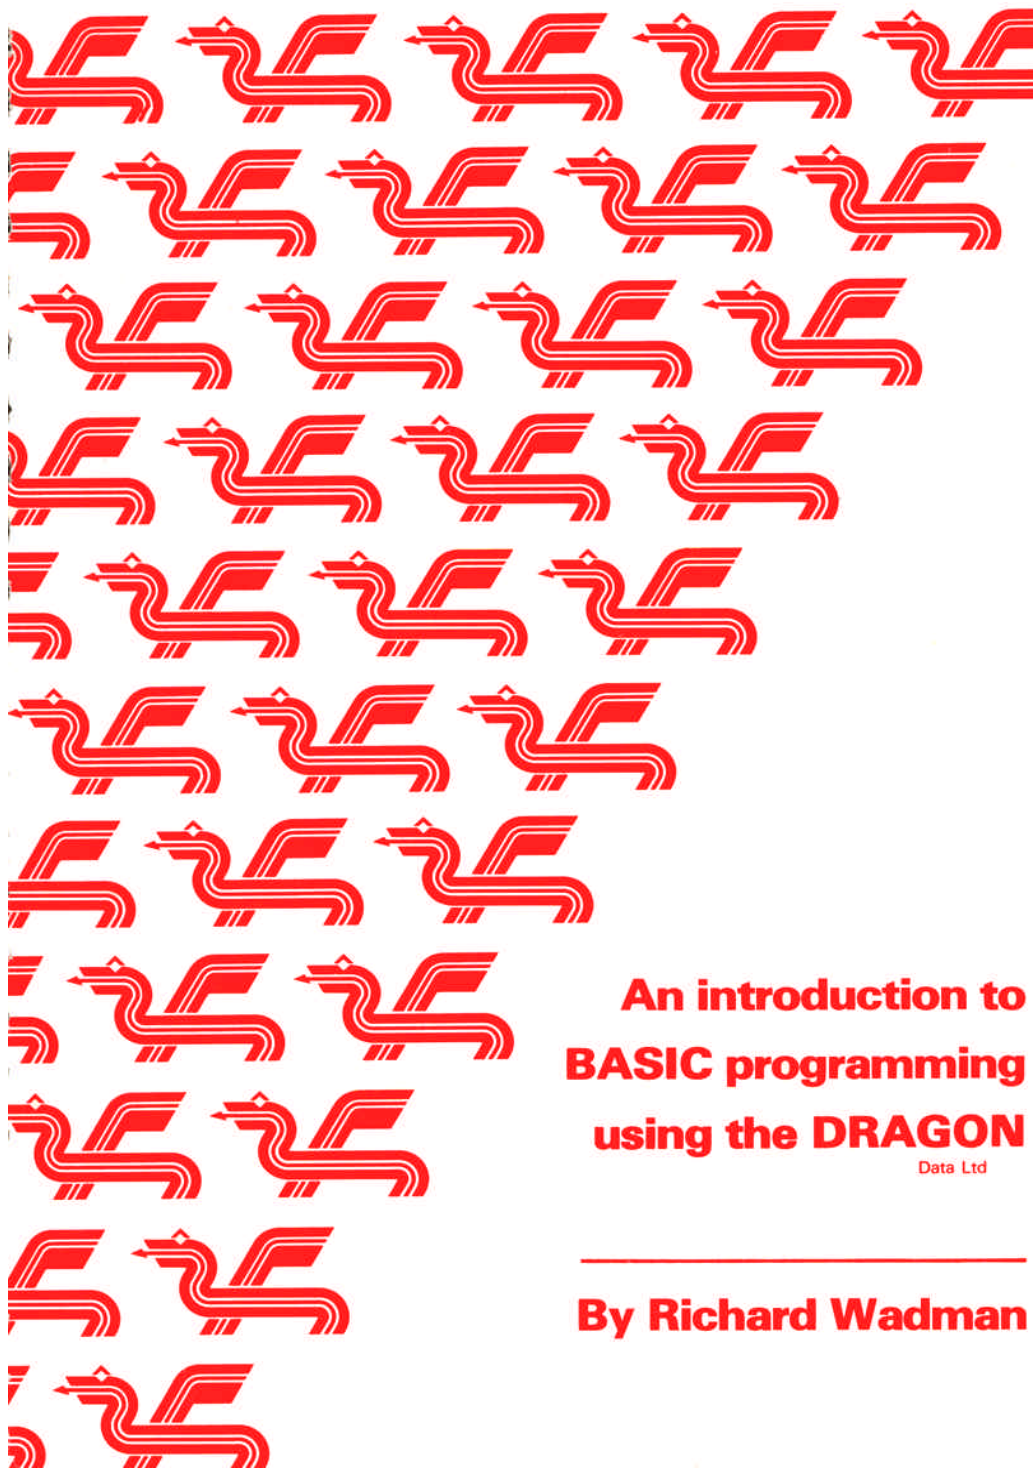 An introduction to
BASIC programming
using the DRAGON
Data Ltd
By Richard Wadman